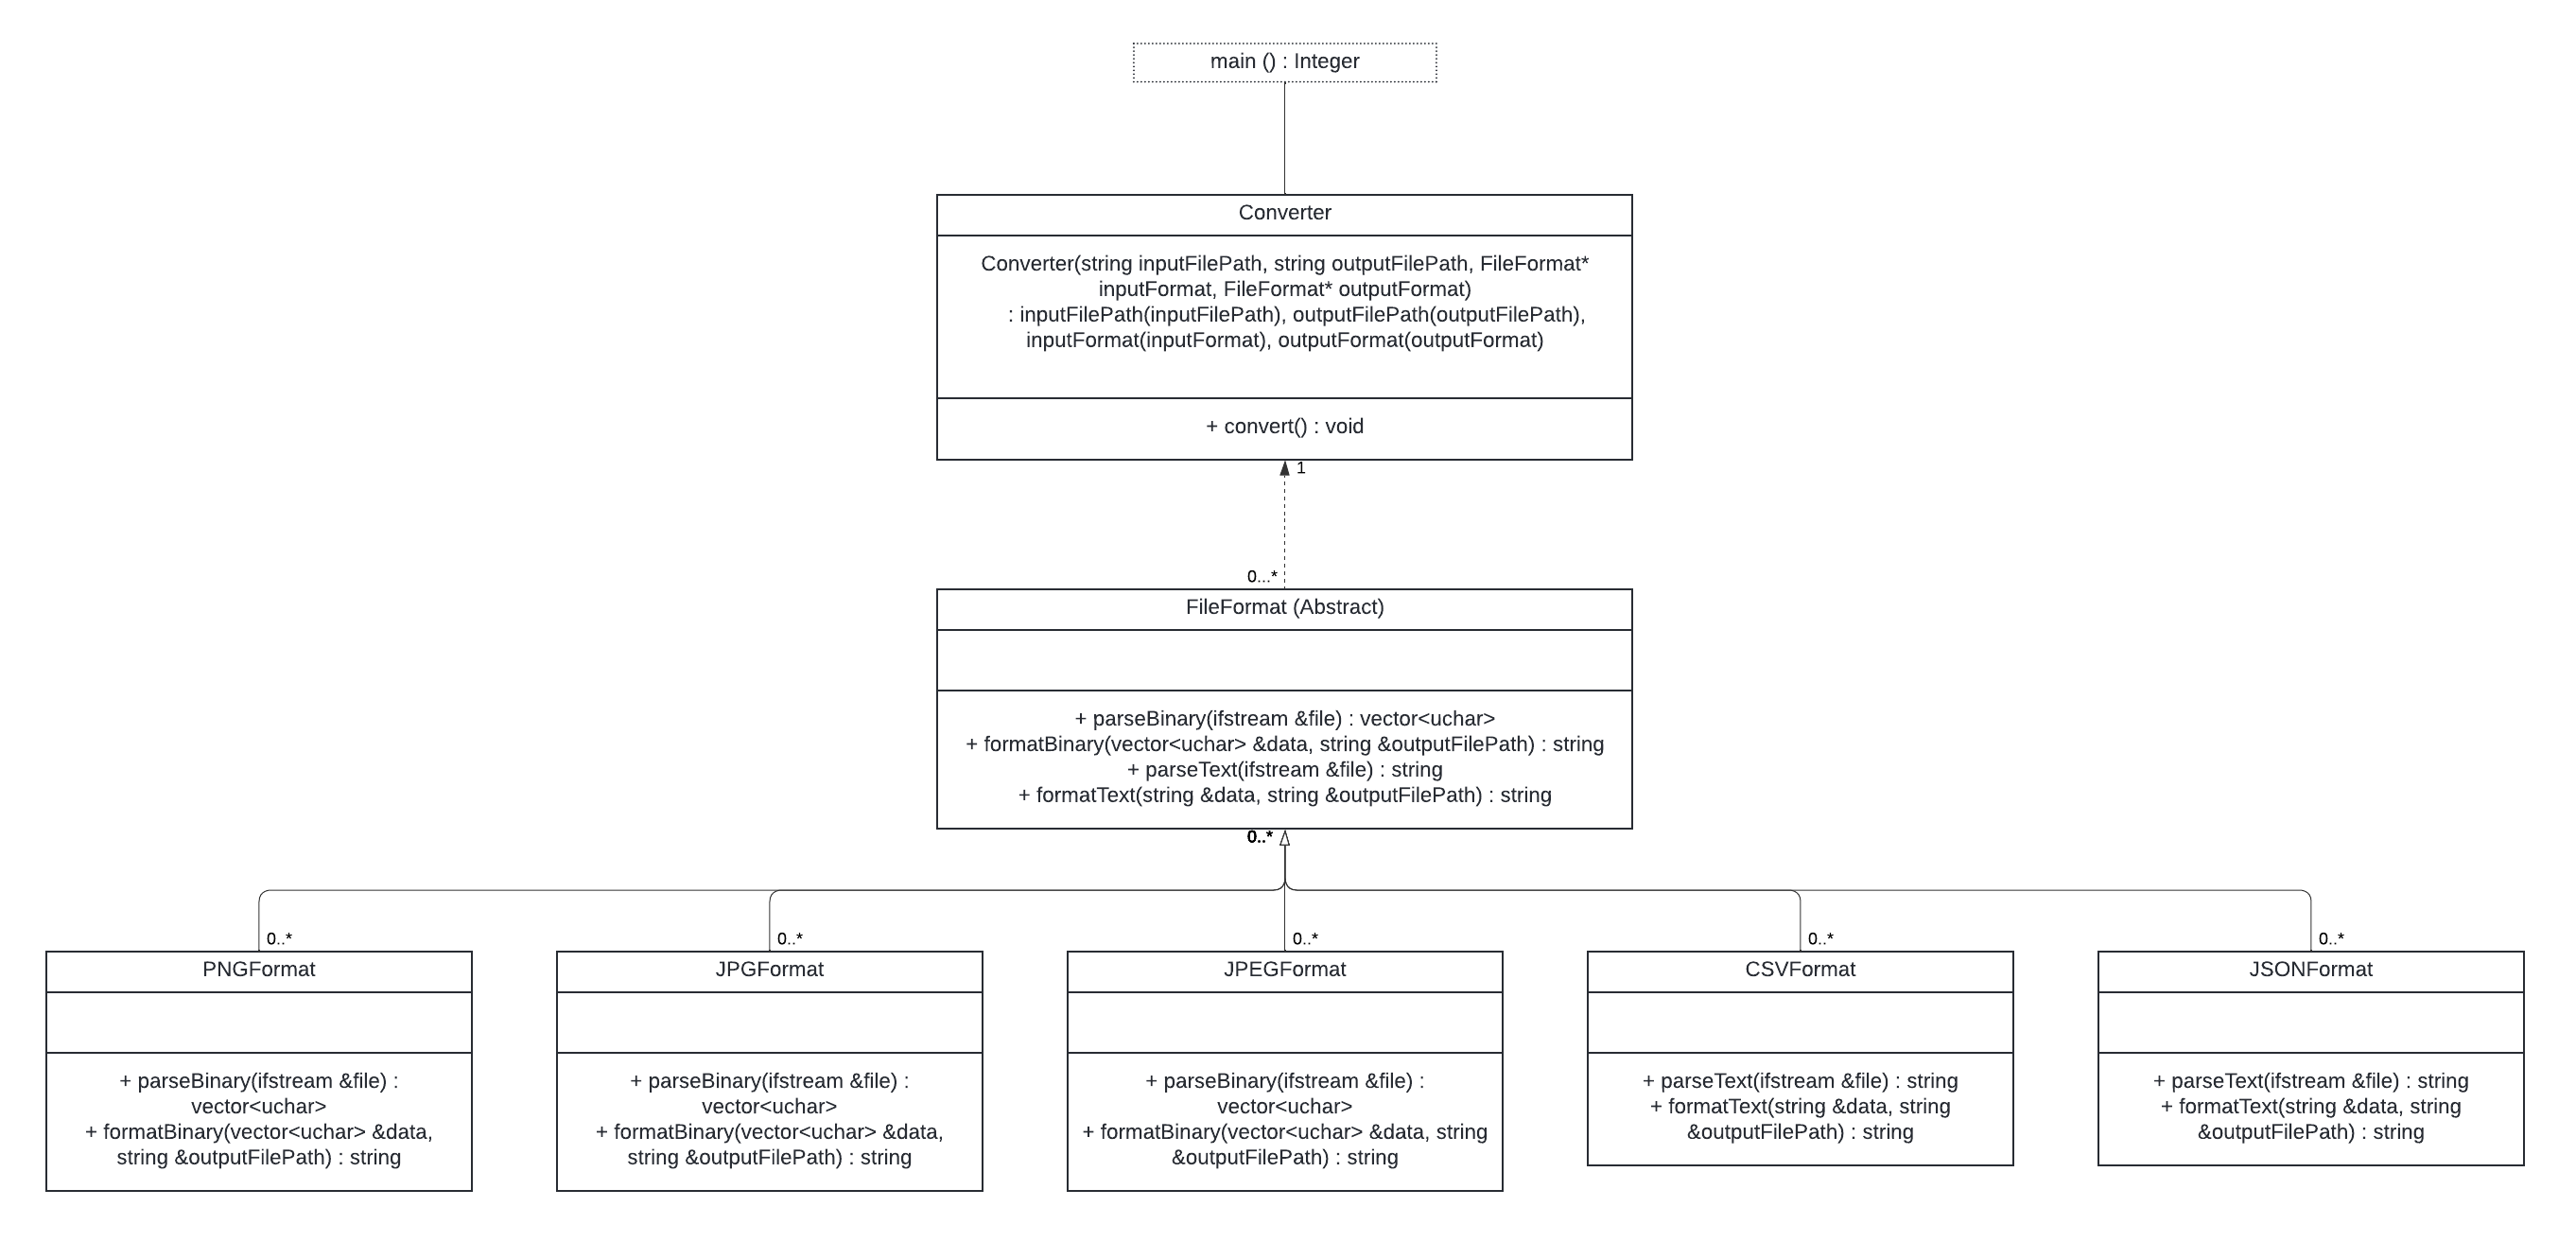 main () : Integer
Converter
Converter(string inputFilePath, string outputFilePath, FileFormat*
inputFormat, FileFormat* outputFormat)
: inputFilePath(inputFilePath), outputFilePath(outputFilePath),
inputFormat(inputFormat), outputFormat(outputFormat)
+ convert() : void
1
0...*
FileFormat (Abstract)
+ parseBinary(ifstream &file) : vector<uchar>
+ formatBinary(vector<uchar> &data, string &outputFilePath) : string
+ parseText(ifstream &file) : string
+ formatText(string &data, string &outputFilePath) : string
0..*
0..*
PNGFormat
+ parseBinary(ifstream &file) :
vector<uchar>
+ formatBinary(vector<uchar> &data,
string &outputFilePath) : string
0..*
JPGFormat
+ parseBinary(ifstream &file) :
vector<uchar>
+ formatBinary(vector<uchar> &data,
string &outputFilePath) : string
0..*
JPEGFormat
+ parseBinary(ifstream &file) :
vector<uchar>
+ formatBinary(vector<uchar> &data, string
&outputFilePath) : string
0..*
CSVFormat
+ parseText(ifstream &file) : string
+ formatText(string &data, string
&outputFilePath) : string
0..*
JSONFormat
+ parseText(ifstream &file) : string
+ formatText(string &data, string
&outputFilePath) : string